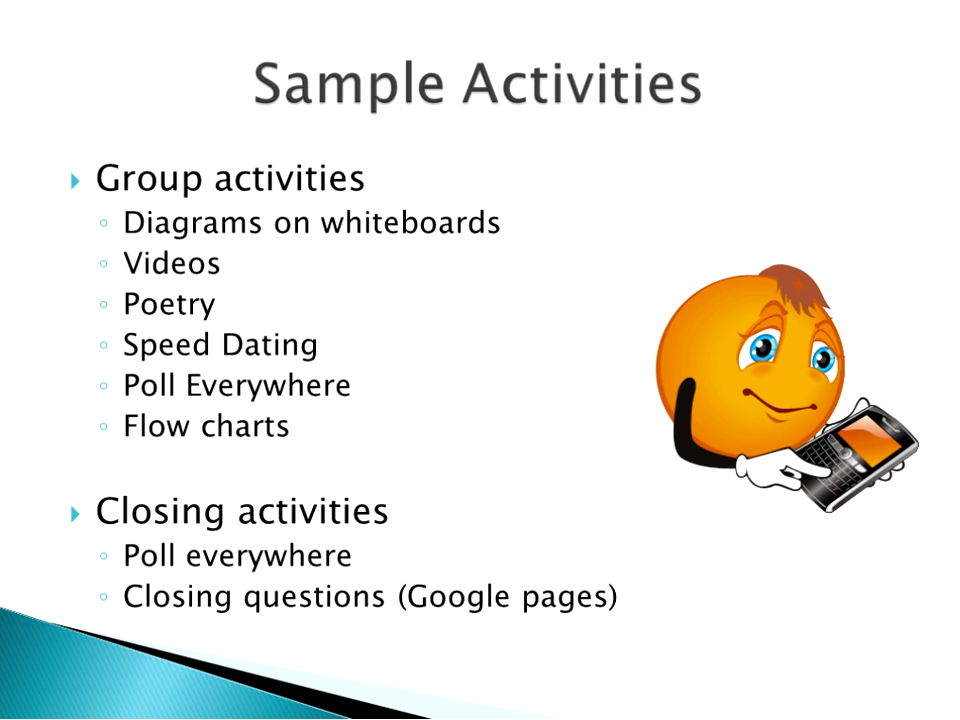 Sample Activities
Group activities
Diagrams on whiteboards
Videos
Poetry
Speed Dating
Poll Everywhere
Flow charts
Closing activities
Poll everywhere
Closing questions (Google pages)